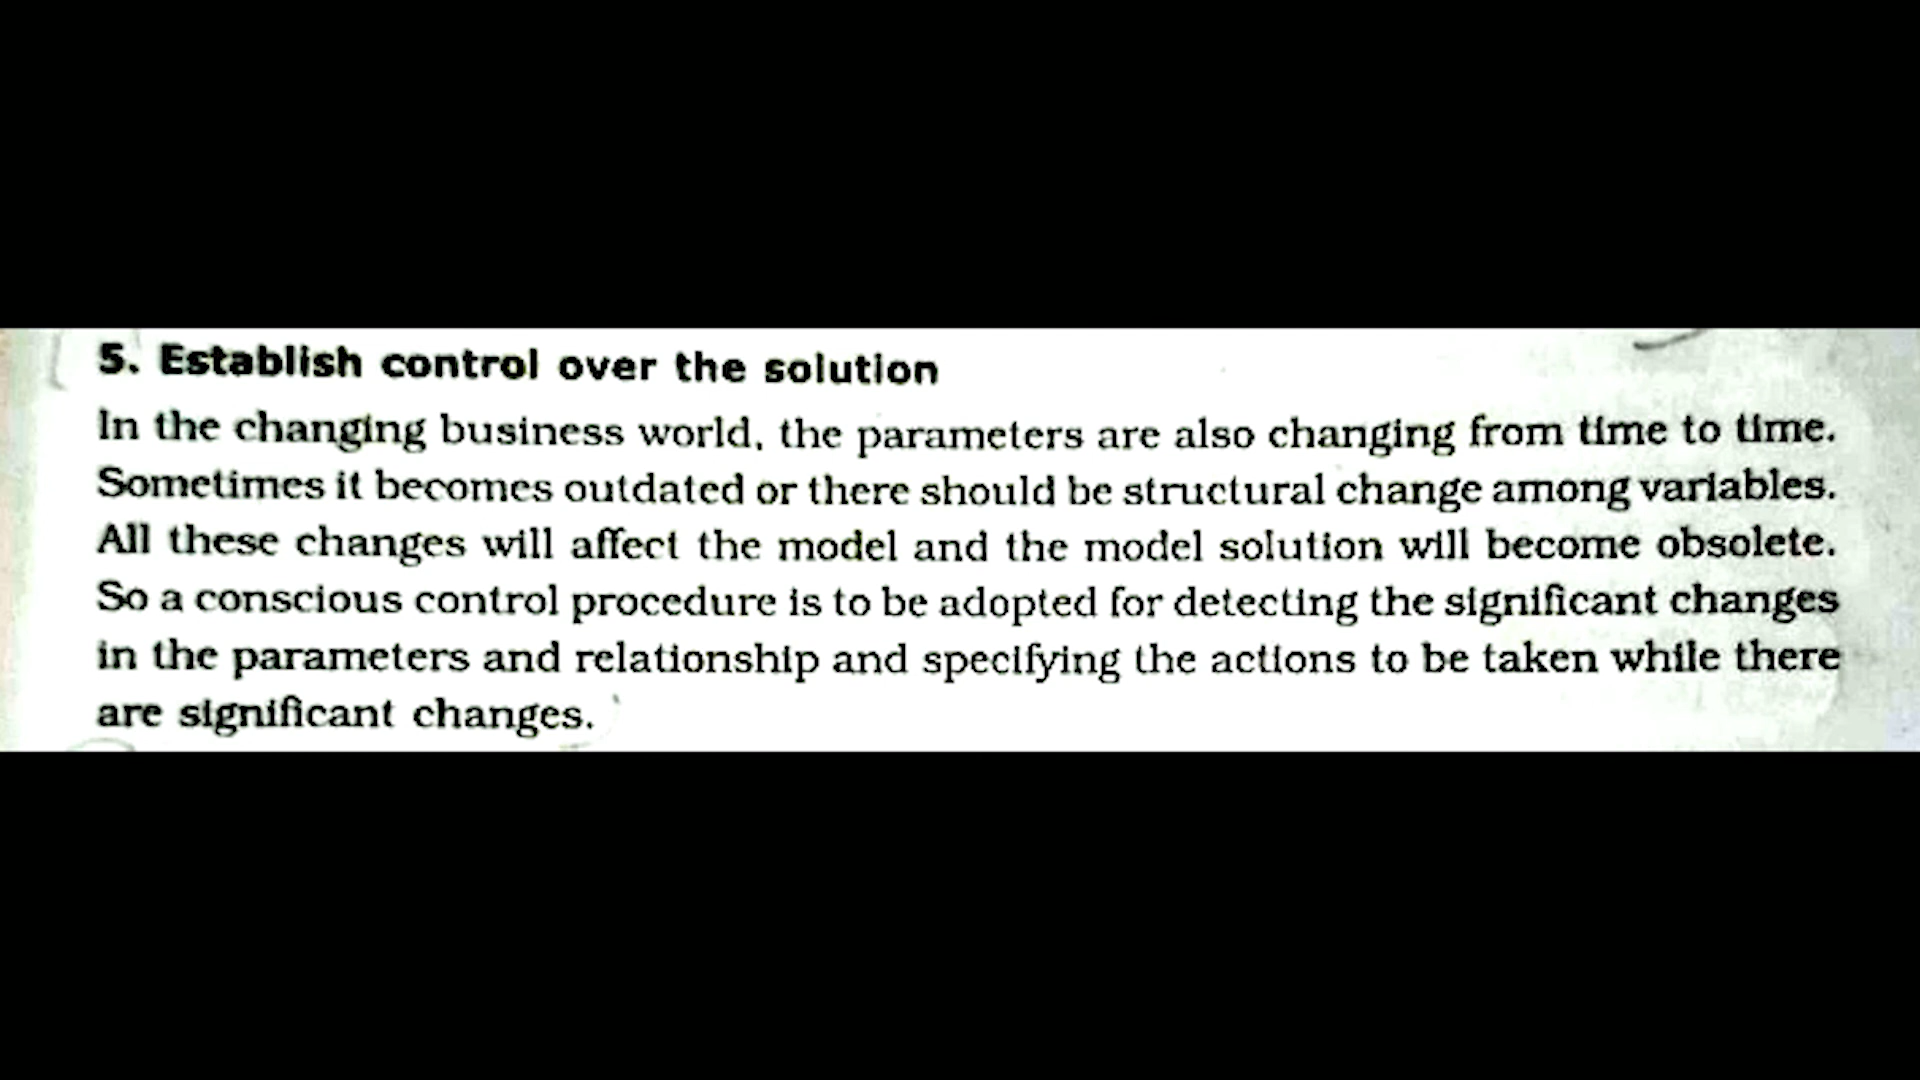 5. Establish control over the solution
In the changing business world, the parameters are also changing from time to time.
Sometimes it becomes outdated or there should be structural change among variables.
All these changes will affect the model and the model solution will become obsolete.
So a conscious control procedure is to be adopted for detecting the significant changes
in the parameters and relationship and specifying the actions to be taken while there
are significant changes.